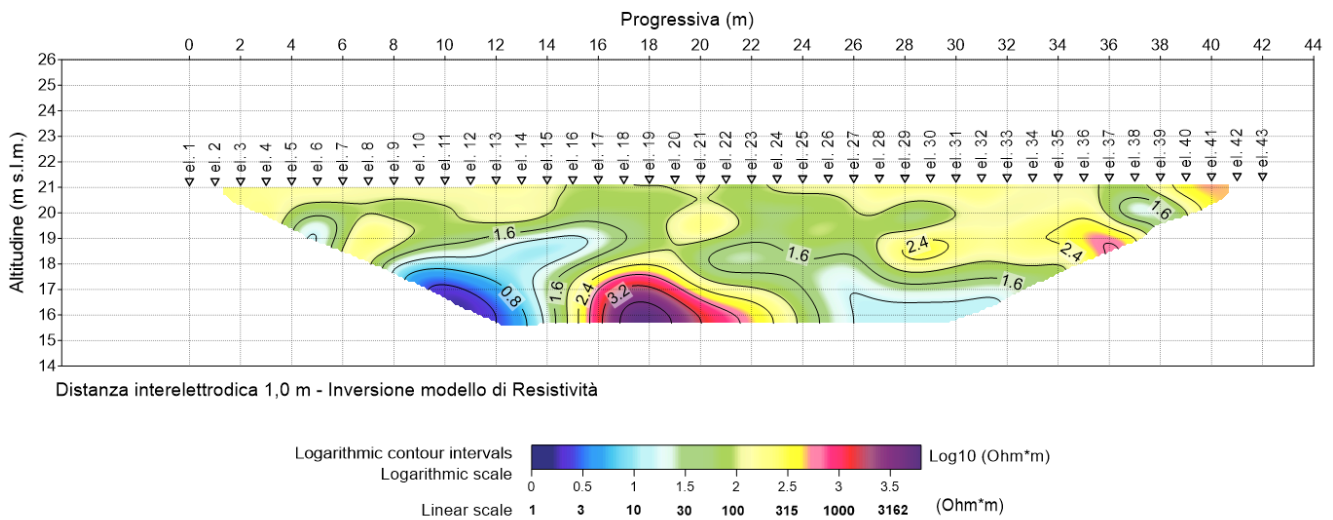 Progressiva (m)
0 2 4 6 8 10 12 14 16 18 20 22 24 26 28 30 32 34 36 38 40 42 44
26
25
24
23
22
21
20
19
18
17
16
15
14
Altitudine (m s.l.m.)
el. 1
el. 2
el. 3
el. 4
el. 5
el. 6
el. 7
el. 8
el. 9
el. 10
el. 11
el. 12
el. 13
el. 14
el. 15
el. 16
el. 17
el. 18
el. 19
el. 20
el. 21
el. 22
el. 23
el. 24
el. 25
el. 26
el. 27
el. 28
el. 29
el. 30
el. 31
el. 32
el. 33
el. 34
el. 35
el. 36
el. 37
el. 38
el. 39
el. 40
el. 41
el. 42
el. 43
1.6
1.6
2.4
2.4
1.6
1.6
0.8
1.6
2.4
3.2
Distanza interelettrodica 1,0 m - Inversione modello di Resistività
Logarithmic contour intervals
Log10 (Ohm*m)
Logarithmic scale
0 0.5 1 1.5 2 2.5 3 3.5
Linear scale 1 3 10 30 100 315 1000 3162 (Ohm*m)